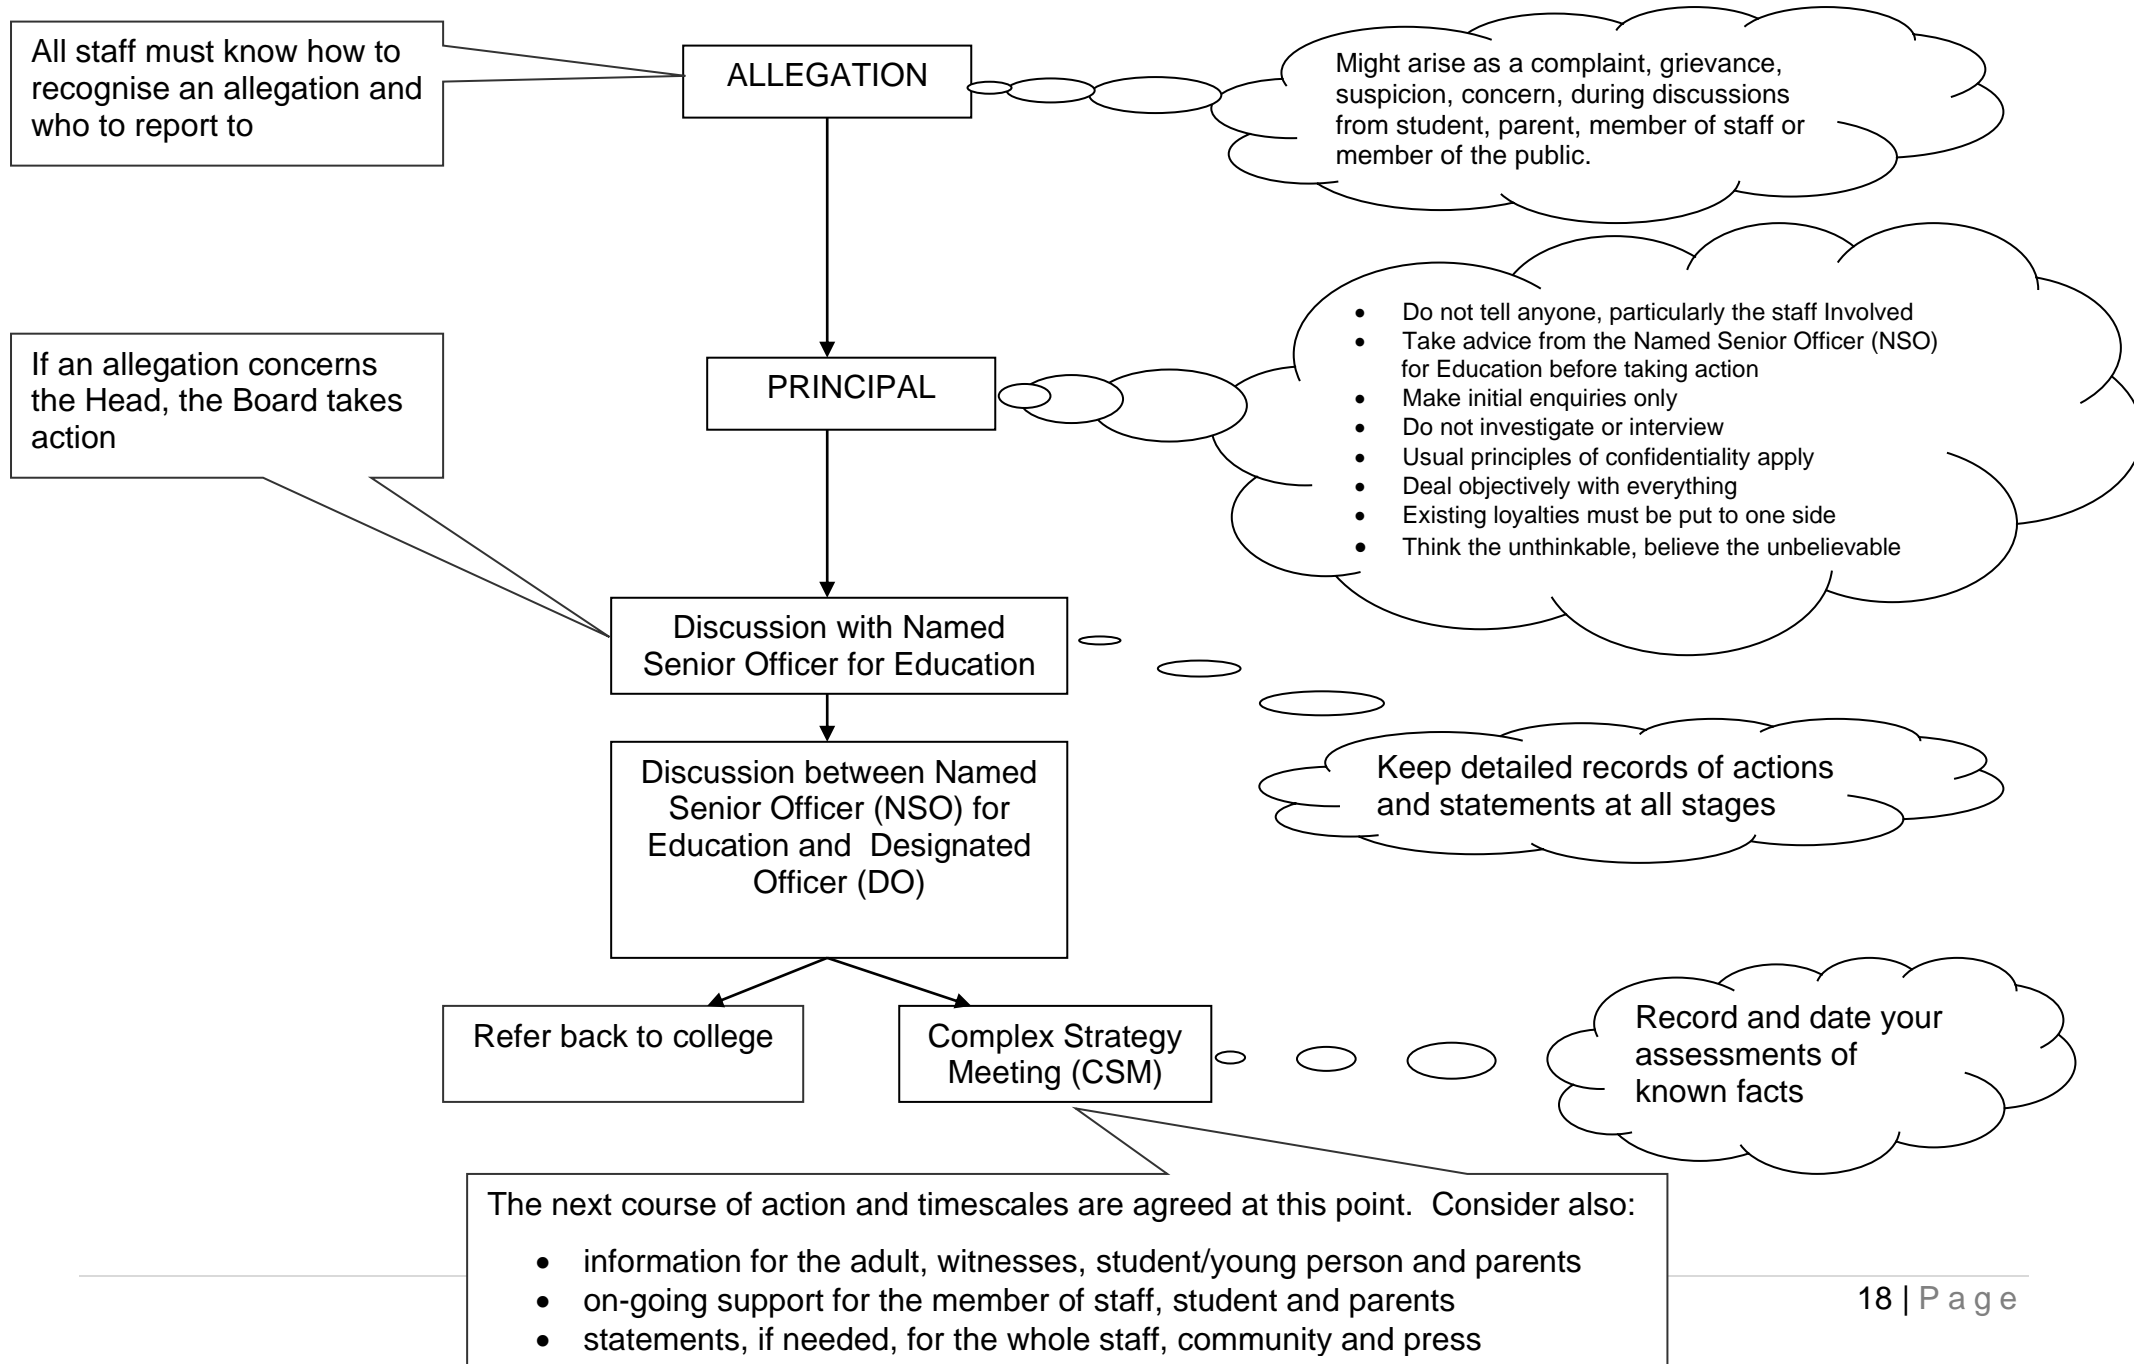 All staff must know how to
recognise an allegation and
who to report to
ALLEGATION
Might arise as a complaint, grievance,
suspicion, concern, during discussions
from student, parent, member of staff or
member of the public.
If an allegation concerns
the Head, the Board takes
action
PRINCIPAL
• Do not tell anyone, particularly the staff Involved
• Take advice from the Named Senior Officer (NSO)
for Education before taking action
• Make initial enquiries only
• Do not investigate or interview
• Usual principles of confidentiality apply
• Deal objectively with everything
• Existing loyalties must be put to one side
• Think the unthinkable, believe the unbelievable
Discussion with Named
Senior Officer for Education
Discussion between Named
Senior Officer (NSO) for
Education and  Designated
Officer (DO)
Keep detailed records of actions
and statements at all stages
Refer back to college
Complex Strategy
Meeting (CSM)
Record and date your
assessments of
known facts
The next course of action and timescales are agreed at this point.  Consider also:
• information for the adult, witnesses, student/young person and parents
• on-going support for the member of staff, student and parents
• statements, if needed, for the whole staff, community and press
18 | Page